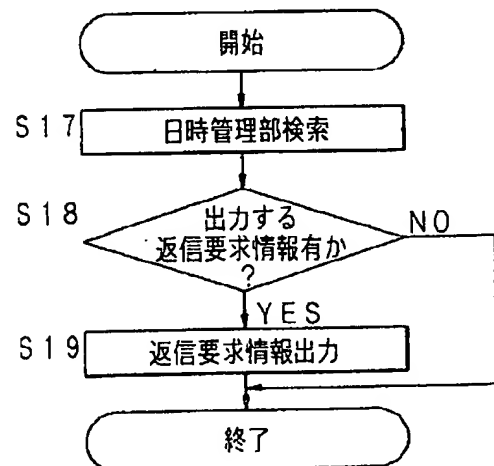 開始
S17
日時管理部検索
S18
出力する
返信要求情報有か
?
NO
YES
S19
返信要求情報出力
終了